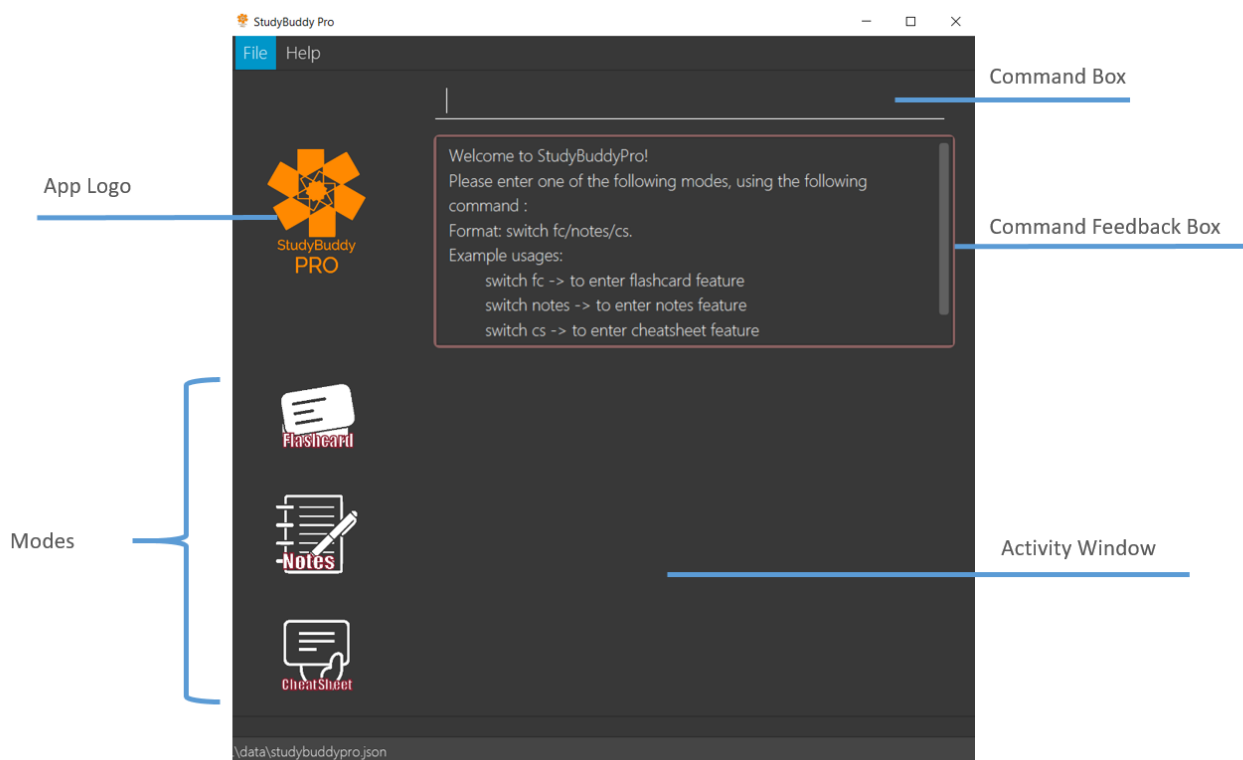 StudyBuddy Pro
File Help
Command Box
Welcome to StudyBuddyPro!
Please enter one of the following modes, using the following
command :
Format: switch fc/notes/cs.
Example usages:
switch fc -> to enter flashcard feature
switch notes -> to enter notes feature
switch cs -> to enter cheatsheet feature
App Logo
Command Feedback Box
StudyBuddy
PRO
Flashcard
Modes
Notes
Activity Window
CheatSheet
\data\studybuddypro.json